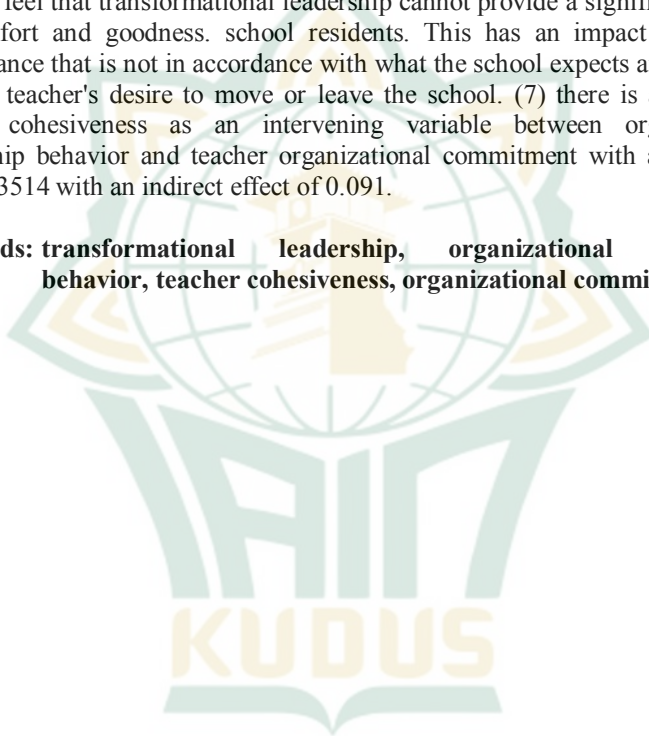 feel that transformational leadership cannot provide a signifi
fort and goodness. school residents. This has an impact
ance that is not in accordance with what the school expects a
teacher's desire to move or leave the school. (7) there is
cohesiveness as an intervening variable between or
hip behavior and teacher organizational commitment with a
3514 with an indirect effect of 0.091.
ds: transformational leadership, organizational
behavior, teacher cohesiveness, organizational commi
IAIN
KUDUS